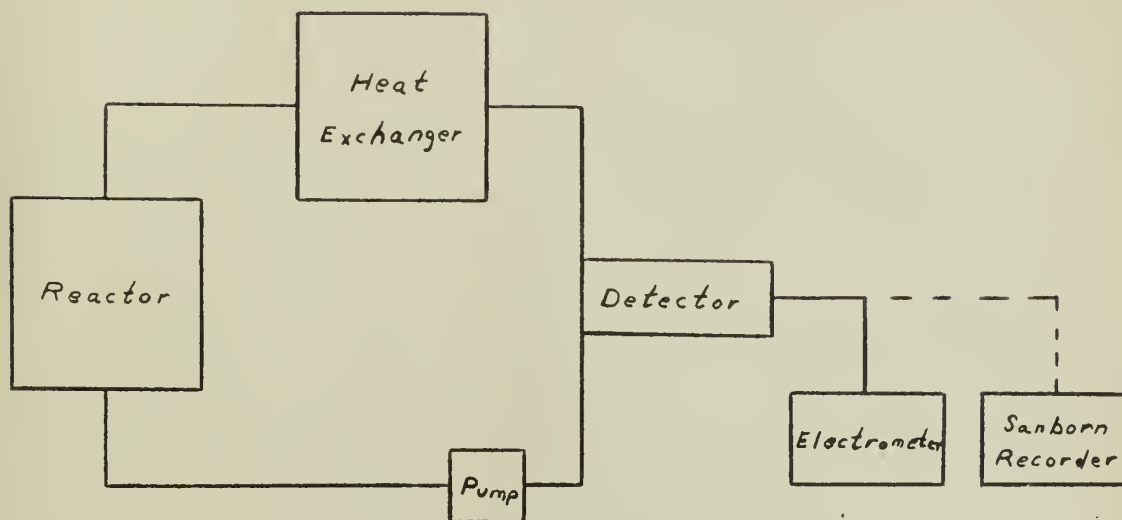 Heat
Exchanger
Reactor
Detector
Electrometer
Sanborn
Recorder
Pump